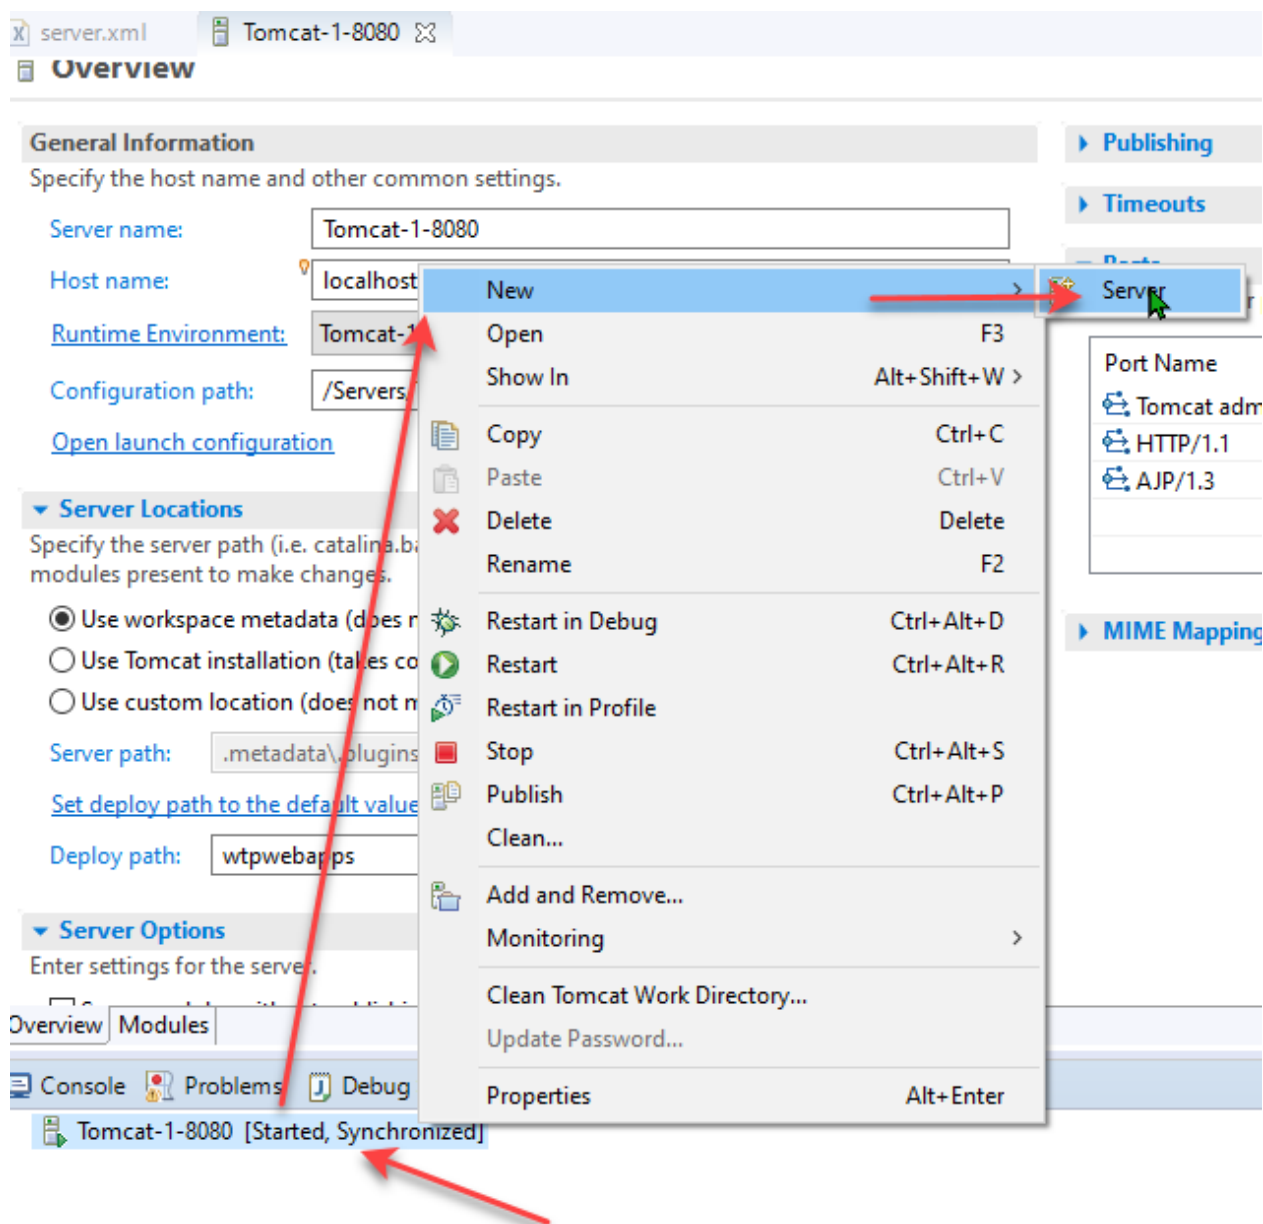 server.xml
Tomcat-1-8080
Overview
General Information
Specify the host name and other common settings.
Server name:
Tomcat-1-8080
Host name:
localhost
Runtime Environment:
Tomcat-1
Configuration path:
/Servers/
Open launch configuration
Server Locations
Specify the server path (i.e. catalina.ba
modules present to make changes.
Use workspace metadata (does n
Use Tomcat installation (takes co
Use custom location (does not m
Server path:
.metadata\.plugins
Set deploy path to the default value
Deploy path:
wtpwebapps
Server Options
Enter settings for the server.
Overview
Modules
Console
Problems
Debug
Tomcat-1-8080 [Started, Synchronized]
New
Open F3
Show In Alt+Shift+W
Copy Ctrl+C
Paste Ctrl+V
Delete Delete
Rename F2
Restart in Debug Ctrl+Alt+D
Restart Ctrl+Alt+R
Restart in Profile
Stop Ctrl+Alt+S
Publish Ctrl+Alt+P
Clean...
Add and Remove...
Monitoring
Clean Tomcat Work Directory...
Update Password...
Properties Alt+Enter
Server
Publishing
Timeouts
Ports
Port Name
Tomcat adm
HTTP/1.1
AJP/1.3
MIME Mapping